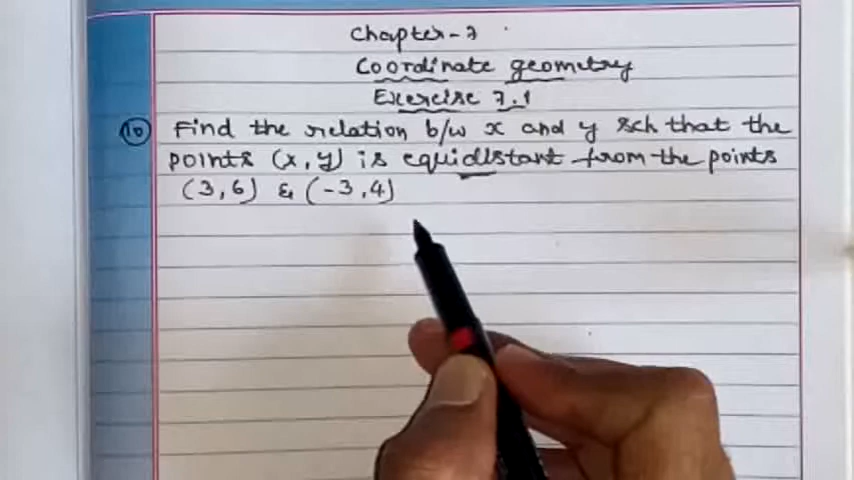 Chapter-7
Coordinate geometry
Exercise 7.1
10 Find the relation b/w x and y sch that the
points (x,y) is equidistant from the points
(3,6) & (-3,4)